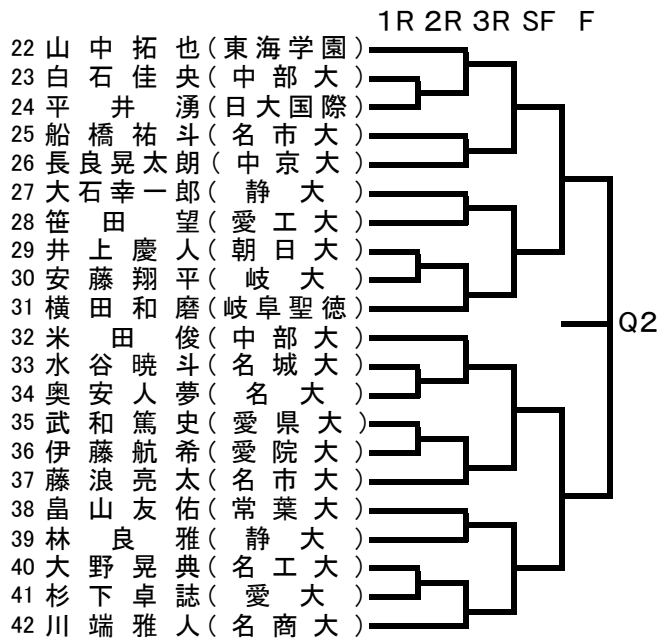 1R 2R 3R SF F
22 山中拓也(東海学園)
23 白石佳央(中部大)
24 平井湧(日大国際)
25 船橋祐斗(名市大)
26 長良晃太朗(中京大)
27 大石幸一郎(静大)
28 笹田望(愛工大)
29 井上慶人(朝日大)
30 安藤翔平(岐大)
31 横田和磨(岐阜聖徳)
32 米田俊(中部大)
33 水谷暁斗(名城大)
34 奥安人夢(名大)
35 武和篤史(愛県大)
36 伊藤航希(愛院大)
37 藤浪亮太(名市大)
38 畠山友佑(常葉大)
39 林良雅(静大)
40 大野晃典(名工大)
41 杉下卓誌(愛大)
42 川端雅人(名商大)
Q2